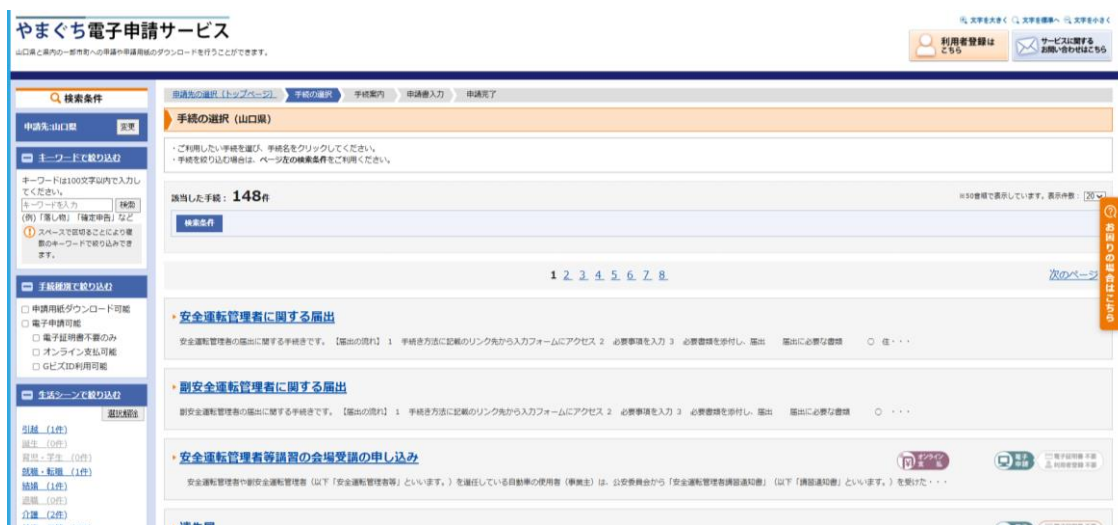 文字を大きく 文字を標準へ 文字を小さく
やまぐち電子申請サービス
山口県と県内の一部市町への申請や申請用紙のダウンロードを行うことができます。
利用者登録は
こちら
サービスに関する
お問い合わせはこちら
検索条件
申請先:山口県
変更
キーワードで絞り込む
キーワードは100文字以内で入力し
てください。
キーワードを入力
検索
(例)「落し物」「確定申告」など
スペースで区切ることにより複
数のキーワードで絞り込みでき
ます。
手続種別で絞り込む
申請用紙ダウンロード可能
電子申請可能
電子証明書不要のみ
オンライン支払可能
GビズID利用可能
生活シーンで絞り込む
選択解除
引越 (1件)
誕生 (0件)
育児・学生 (0件)
就職・転職 (1件)
結婚 (1件)
退職 (0件)
介護 (2件)
申請先の選択(トップページ) 手続の選択 手続案内 申請書入力 申請完了
手続の選択(山口県)
・ご利用したい手続を選び、手続名をクリックしてください。
・手続を絞り込む場合は、ページ左の検索条件をご利用ください。
該当した手続: 148件
※50音順で表示しています。表示件数: 20
検索条件
1 2 3 4 5 6 7 8
次のページ
安全運転管理者に関する届出
安全運転管理者の届出に関する手続きです。 【届出の流れ】 1 手続き方法に記載のリンク先から入力フォームにアクセス 2 必要事項を入力 3 必要書類を添付し、届出 届出に必要な書類 ○ 住・・・
副安全運転管理者に関する届出
副安全運転管理者の届出に関する手続きです。 【届出の流れ】 1 手続き方法に記載のリンク先から入力フォームにアクセス 2 必要事項を入力 3 必要書類を添付し、届出 届出に必要な書類 ○ ・・・
安全運転管理者等講習の会場受講の申し込み
オンライン
支払
電子
申請
電子証明書 不要
利用者登録 不要
安全運転管理者や副安全運転管理者(以下「安全運転管理者等」といいます。)を選任している自動車の使用者(事業主)は、公安委員会から「安全運転管理者講習通知書」(以下「講習通知書」といいます。)を受けた・・・
お困りの場合はこちら